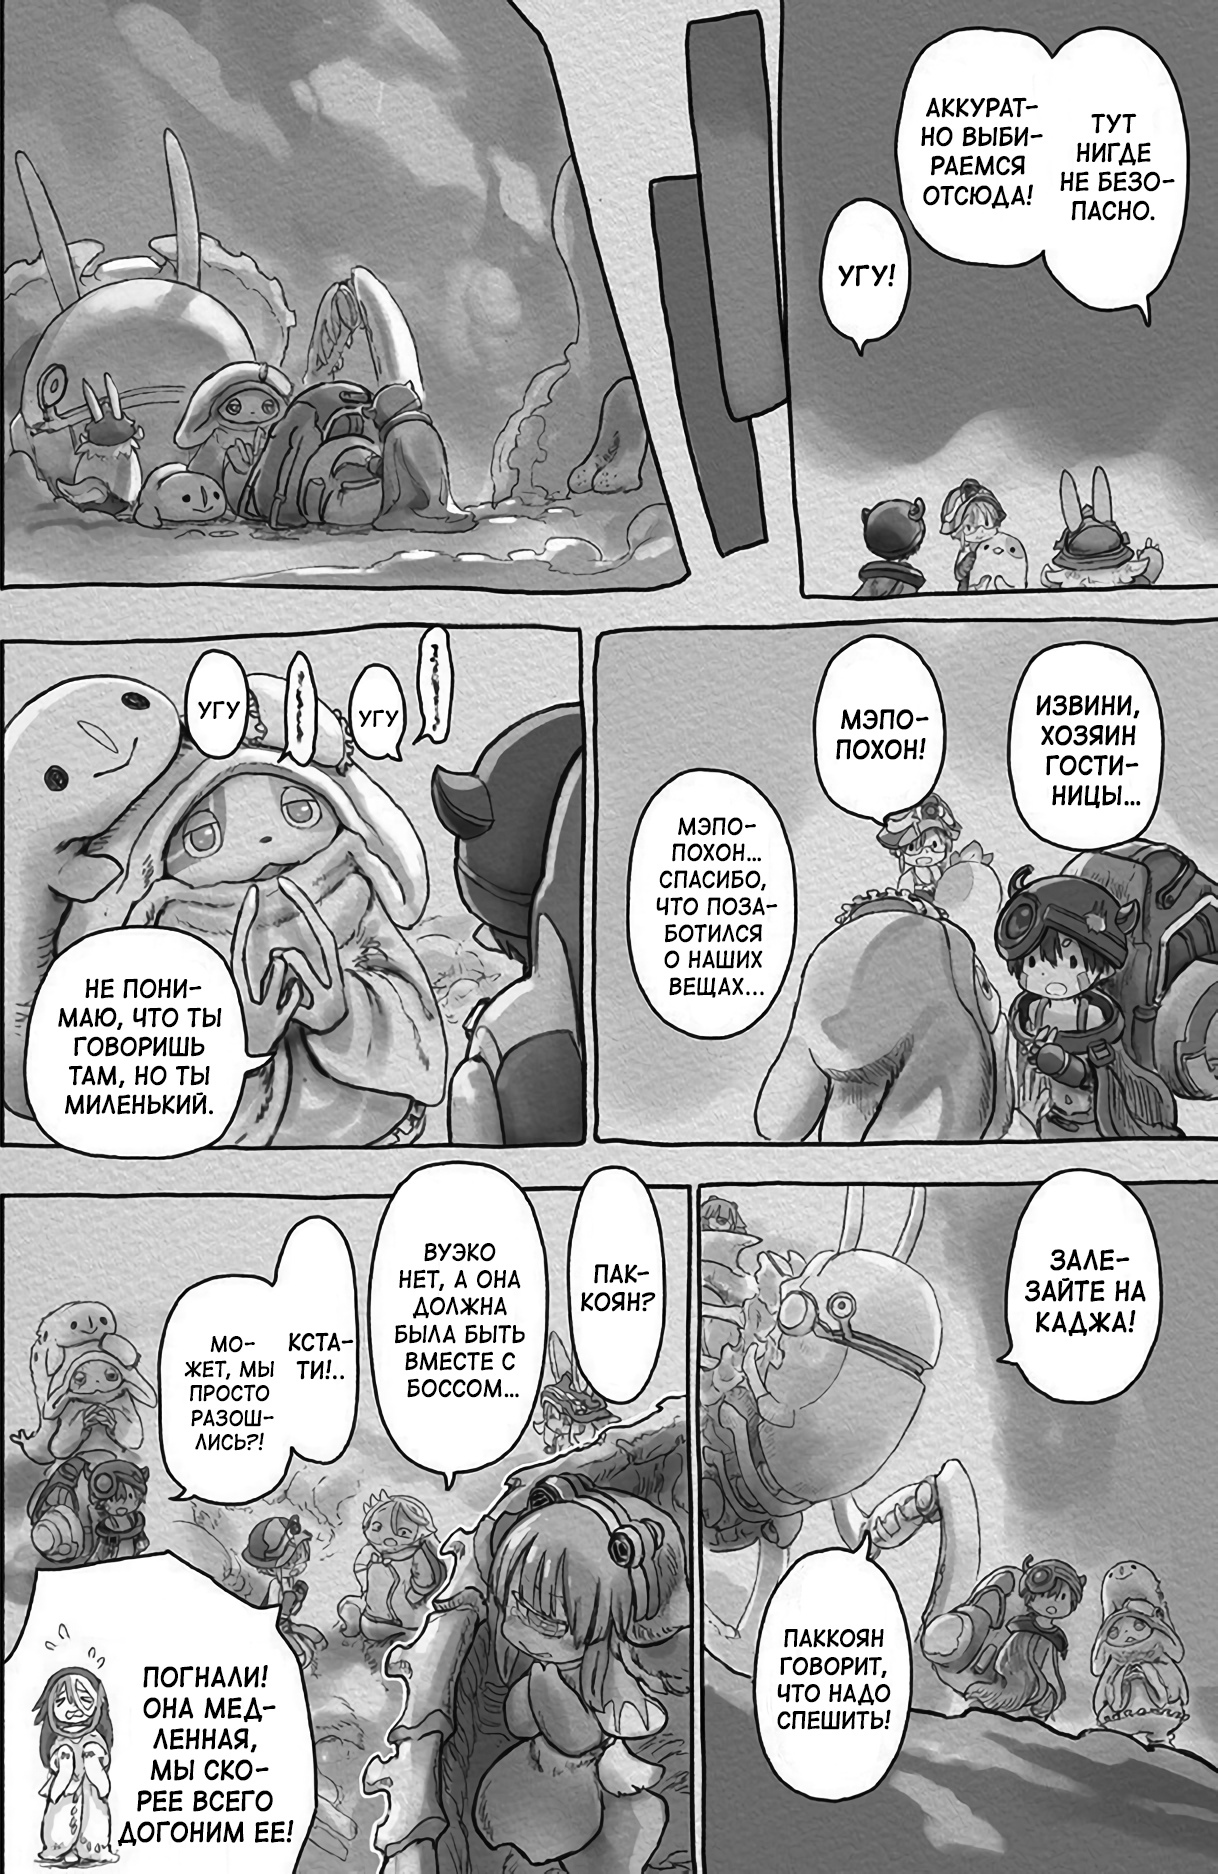 ТУТ
НИГДЕ
НЕ БЕЗО-
ПАСНО.
АККУРАТ-
НО ВЫБИ-
РАЕМСЯ
ОТСЮДА!
УГУ!
ИЗВИНИ,
ХОЗЯИН
ГОСТИ-
НИЦЫ...
МЭПО-
ПОХОН!
МЭПО-
ПОХОН...
СПАСИБО,
ЧТО ПОЗА-
БОТИЛСЯ
О НАШИХ
ВЕЩАХ...
УГУ
УГУ
НЕ ПОНИ-
МАЮ, ЧТО ТЫ
ГОВОРИШЬ
ТАМ, НО ТЫ
МИЛЕНЬКИЙ.
ЗАЛЕ-
ЗАЙТЕ НА
КАДЖА!
ПАККОЯН
ГОВОРИТ,
ЧТО НАДО
СПЕШИТЬ!
ПАК-
КОЯН?
ВУЭКО
НЕТ, А ОНА
ДОЛЖНА
БЫЛА БЫТЬ
ВМЕСТЕ С
БОССОМ...
КСТА-
ТИ!..
МО-
ЖЕТ, МЫ
ПРОСТО
РАЗОШ-
ЛИСЬ?!
ПОГНАЛИ!
ОНА МЕД-
ЛЕННАЯ,
МЫ СКО-
РЕЕ ВСЕГО
ДОГОНИМ ЕЕ!